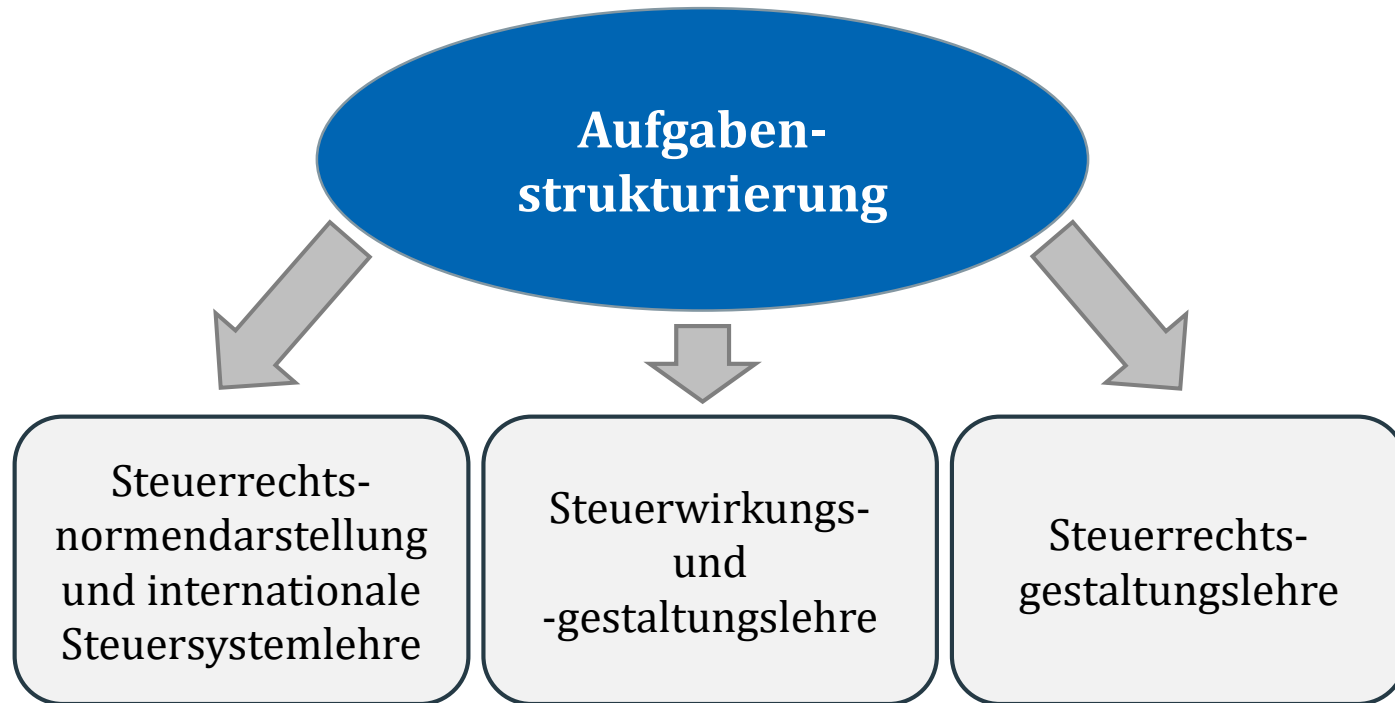 Aufgaben-
strukturierung
Steuerrechts-
normendarstellung
und internationale
Steuersystemlehre
Steuerwirkungs-
und
-gestaltungslehre
Steuerrechts-
gestaltungslehre